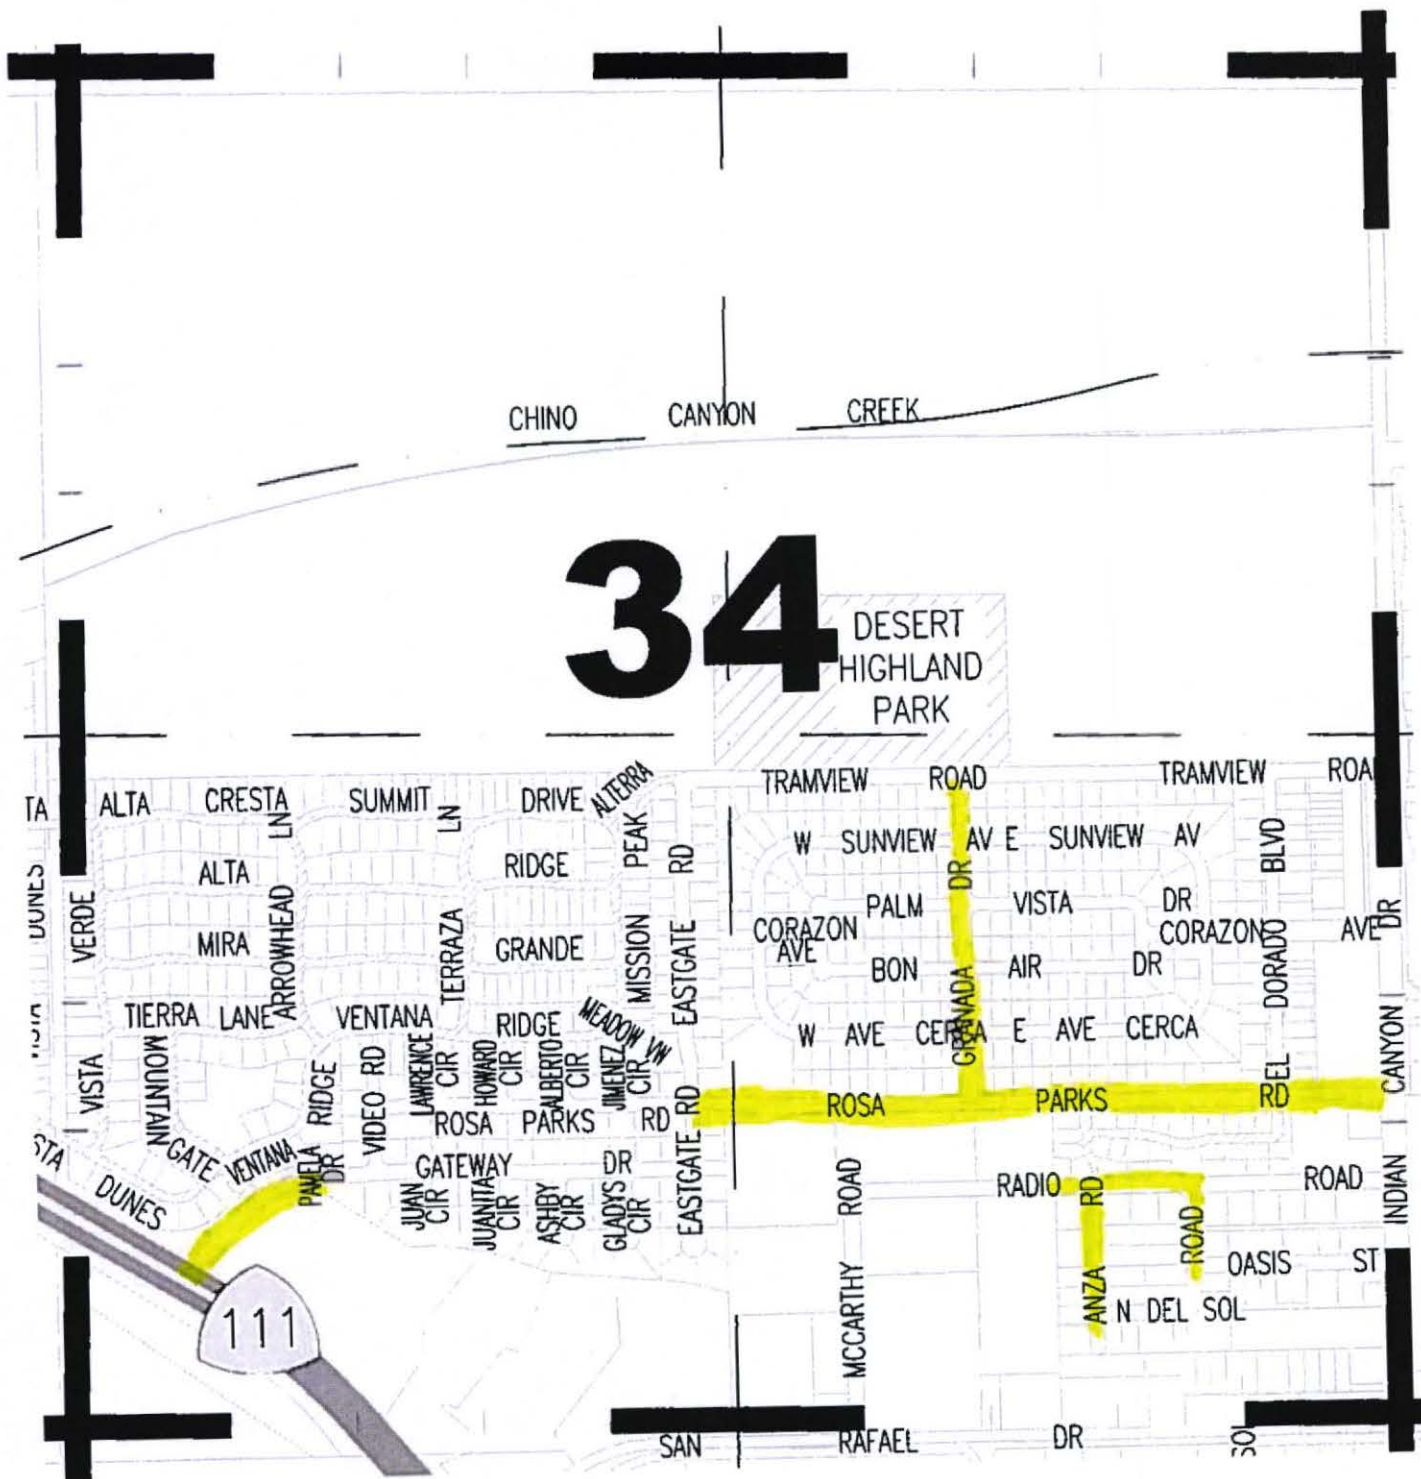 CHINO CANYON CREEK
34
DESERT
HIGHLAND
PARK
TRAMVIEW ROAD TRAMVIEW ROA
TA ALTA CRESTA SUMMIT DRIVE ALTERRA
LN
LN
W SUNVIEW AV E SUNVIEW AV
ALTA RIDGE
PEAK
RD
DR
BLVD
DUNES
VERDE
ARROWHEAD
TERRAZA
MISSION
EASTGATE
PALM VISTA DR
CORAZON
AVE
CORAZON AVE
DR
MIRA GRANDE
BON AIR DR
DORADO
GRANADA
TIERRA LANE VENTANA RIDGE MEADOW VW
W AVE CERCA E AVE CERCA
VISTA
MOUNTAIN
RIDGE
VIDEO RD
LAWRENCE
CIR
HOWARD
CIR
ALBERTO
CIR
JIMENEZ
CIR
EL
CANYON
ROSA PARKS RD
EASTGATE RD
ROSA PARKS RD
STA DUNES
GATE VENTANA
PAMELA
DR
GATEWAY DR
RADIO ROAD
RD
ROAD
INDIAN
JUAN
CIR
JUANITA
CIR
ASHBY
CIR
GLADYS
CIR
MCCARTHY
ANZA
ROAD
OASIS ST
N DEL SOL
111
SAN RAFAEL DR
SOL